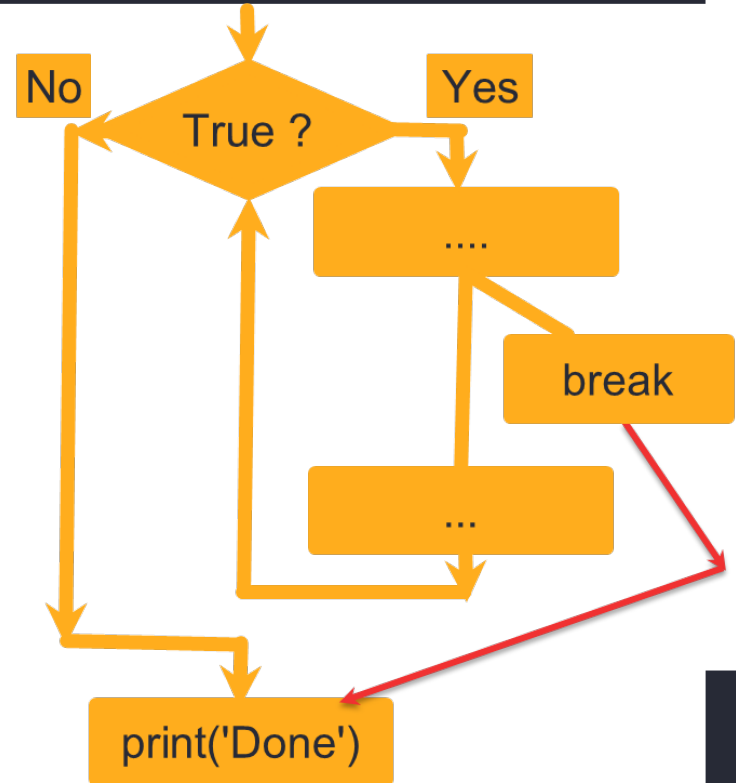 No
Yes
True ?
....
break
...
print('Done')